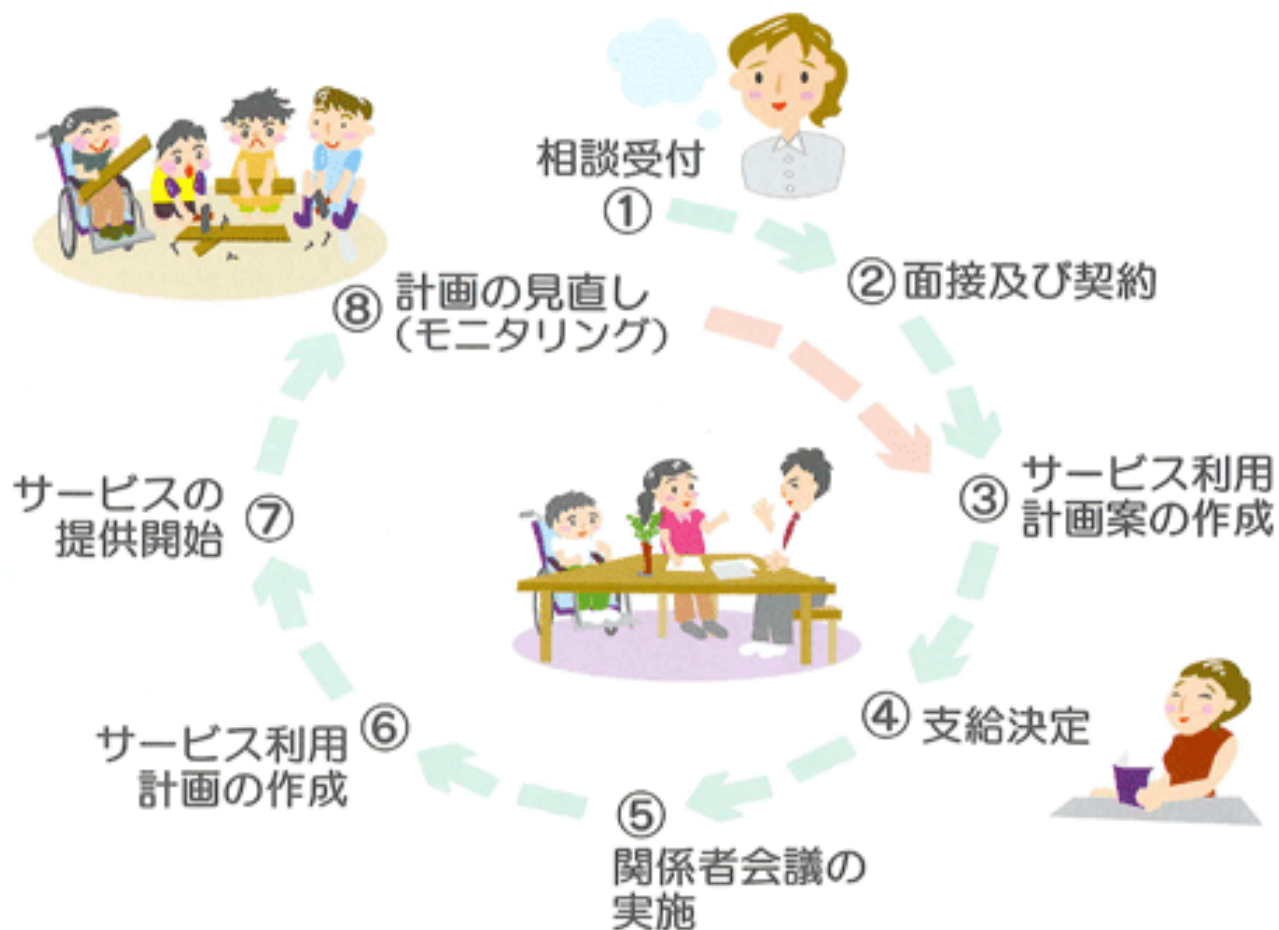 相談受付
①
② 面接及び契約
③ サービス利用
計画案の作成
④ 支給決定
⑤
関係者会議の
実施
⑥
サービス利用
計画の作成
⑦
サービスの
提供開始
⑧ 計画の見直し
(モニタリング)